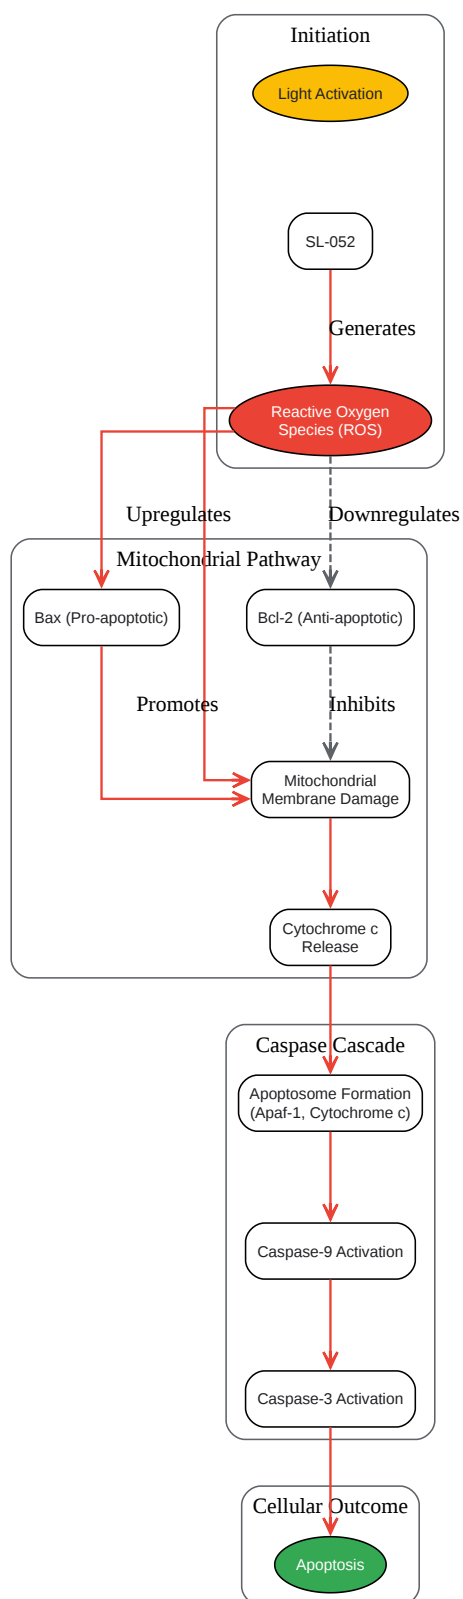 Initiation
Light Activation
SL-052
Generates
Reactive Oxygen
Species (ROS)
Upregulates
Downregulates
Mitochondrial Pathway
Bax (Pro-apoptotic)
Bcl-2 (Anti-apoptotic)
Promotes
Inhibits
Mitochondrial
Membrane Damage
Cytochrome c
Release
Caspase Cascade
Apoptosome Formation
(Apaf-1, Cytochrome c)
Caspase-9 Activation
Caspase-3 Activation
Cellular Outcome
Apoptosis